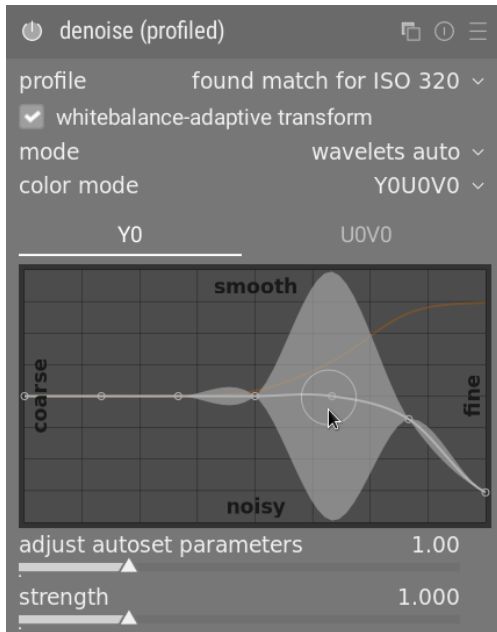 denoise (profiled)
profile found match for ISO 320
whitebalance-adaptive transform
mode wavelets auto
color mode Y0U0V0
Y0 U0V0
smooth
coarse
fine
noisy
adjust autoset parameters 1.00
strength 1.000